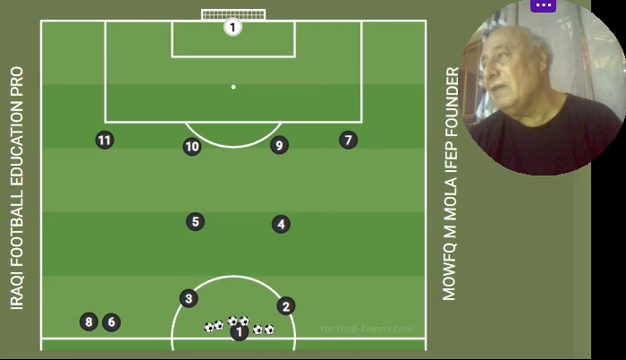 1
IRAQI FOOTBALL EDUCATION PRO
MOWFQ M MOLA IFEP FOUNDER
11 10 9 7
5 4
3 2
8 6 1
tactical-board.com